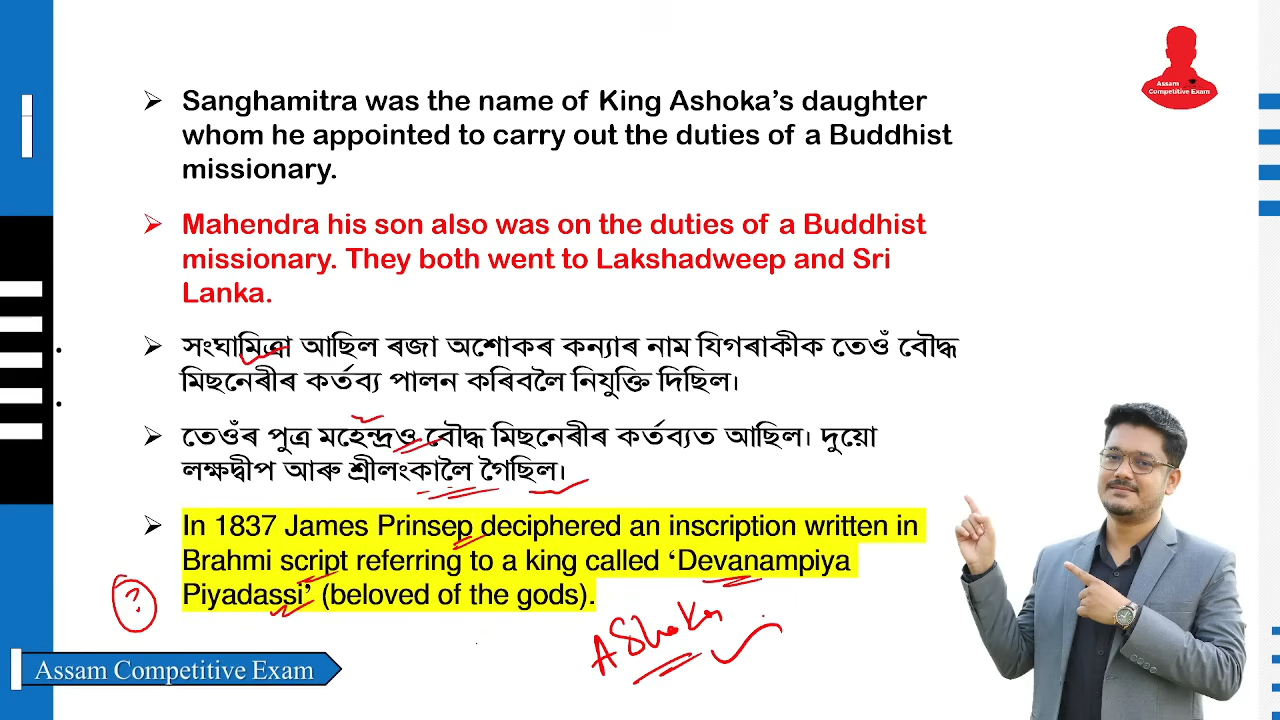 Assam
Competitive Exam
➢ Sanghamitra was the name of King Ashoka's daughter
whom he appointed to carry out the duties of a Buddhist
missionary.
➢ Mahendra his son also was on the duties of a Buddhist
missionary. They both went to Lakshadweep and Sri
Lanka.
➢ সংঘামিত্ৰা আছিল ৰজা অশোকৰ কন্যাৰ নাম যিগৰাকীক তেওঁ বৌদ্ধ
মিছনেৰীৰ কৰ্তব্য পালন কৰিবলৈ নিযুক্তি দিছিল।
➢ তেওঁৰ পুত্ৰ মহেন্দ্ৰও বৌদ্ধ মিছনেৰীৰ কৰ্তব্যত আছিল। দুয়ো
লক্ষদ্বীপ আৰু শ্ৰীলংকালৈ গৈছিল।
➢ In 1837 James Prinsep deciphered an inscription written in
Brahmi script referring to a king called ‘Devanampiya
Piyadassi’ (beloved of the gods).
?
AShoka
Assam Competitive Exam